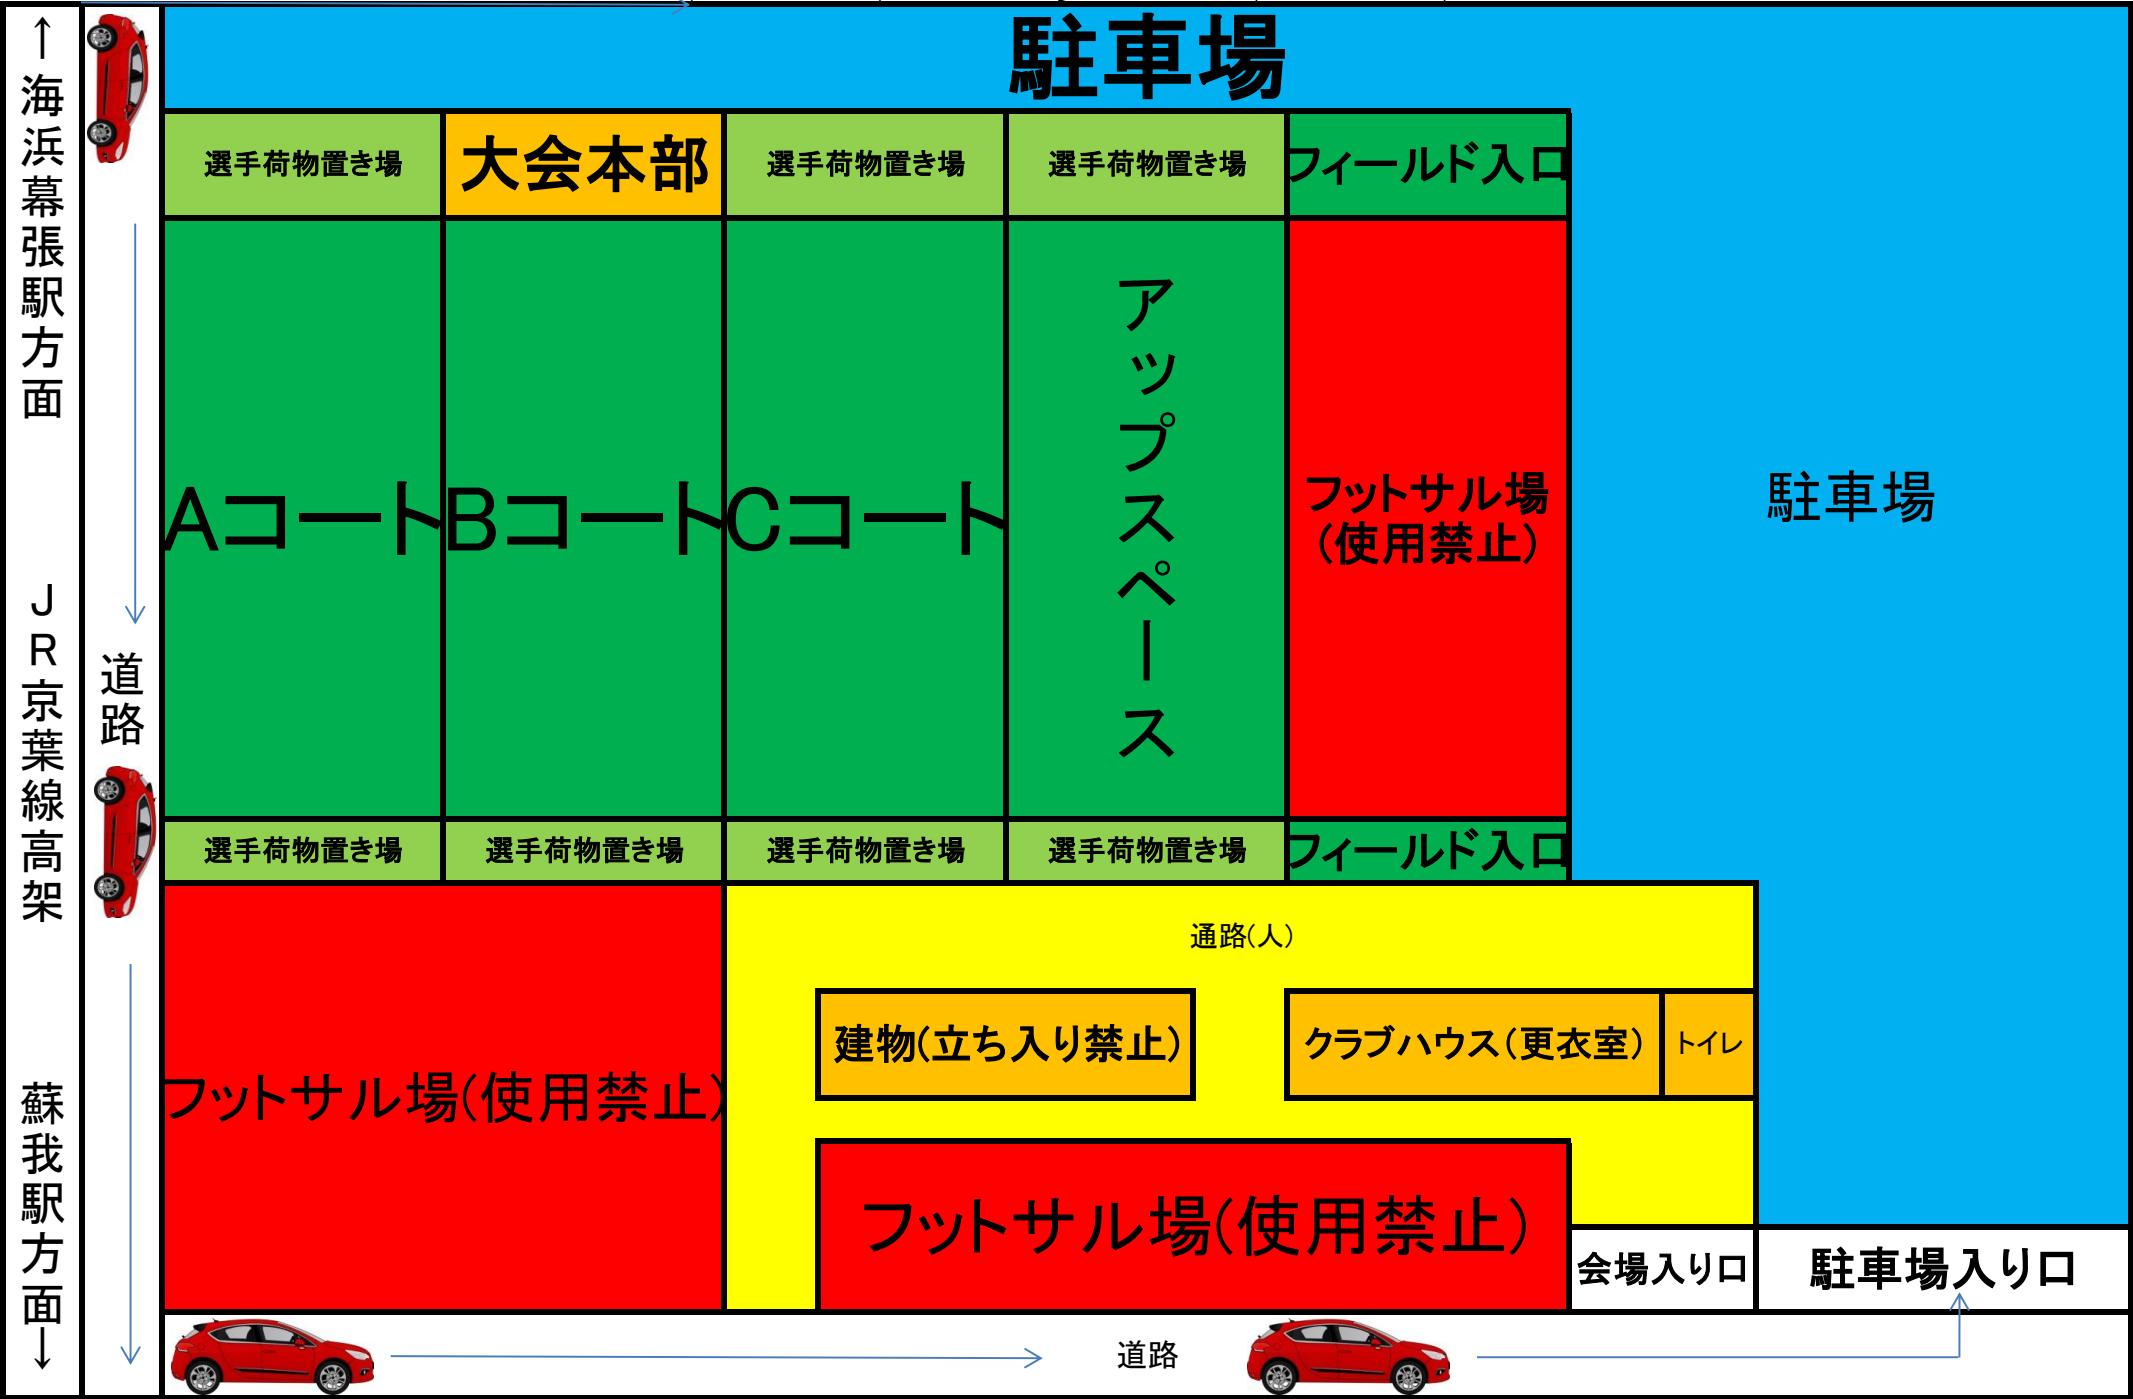 駐車場
←海浜幕張駅方面
JR京葉線高架
蘇我駅方面→
道路
選手荷物置き場
大会本部
選手荷物置き場
選手荷物置き場
フィールド入口
Aコート
Bコート
Cコート
アップスペース
フットサル場
(使用禁止)
駐車場
選手荷物置き場
選手荷物置き場
選手荷物置き場
選手荷物置き場
フィールド入口
フットサル場(使用禁止)
通路(人)
建物(立ち入り禁止)
クラブハウス(更衣室)
トイレ
フットサル場(使用禁止)
会場入り口
駐車場入り口
道路